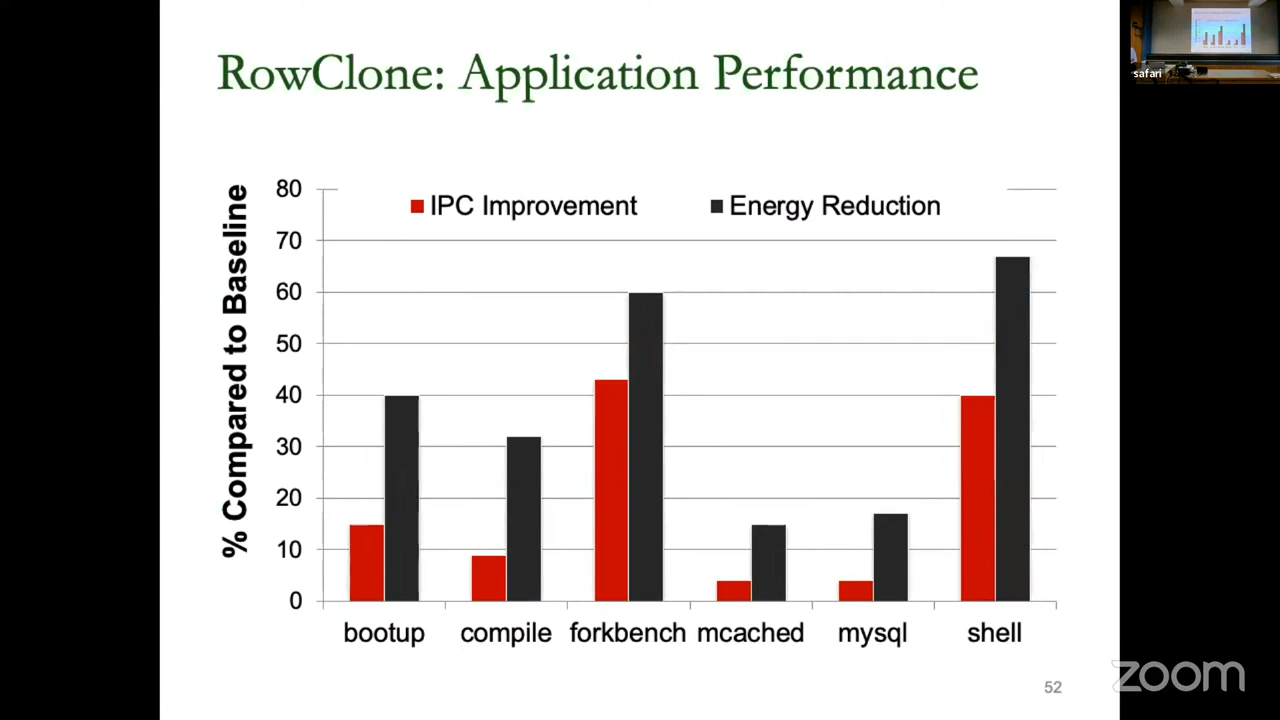 RowClone: Application Performance
safari
% Compared to Baseline
IPC Improvement
Energy Reduction
80
70
60
50
40
30
20
10
0
bootup
compile
forkbench
mcached
mysql
shell
52
zoom